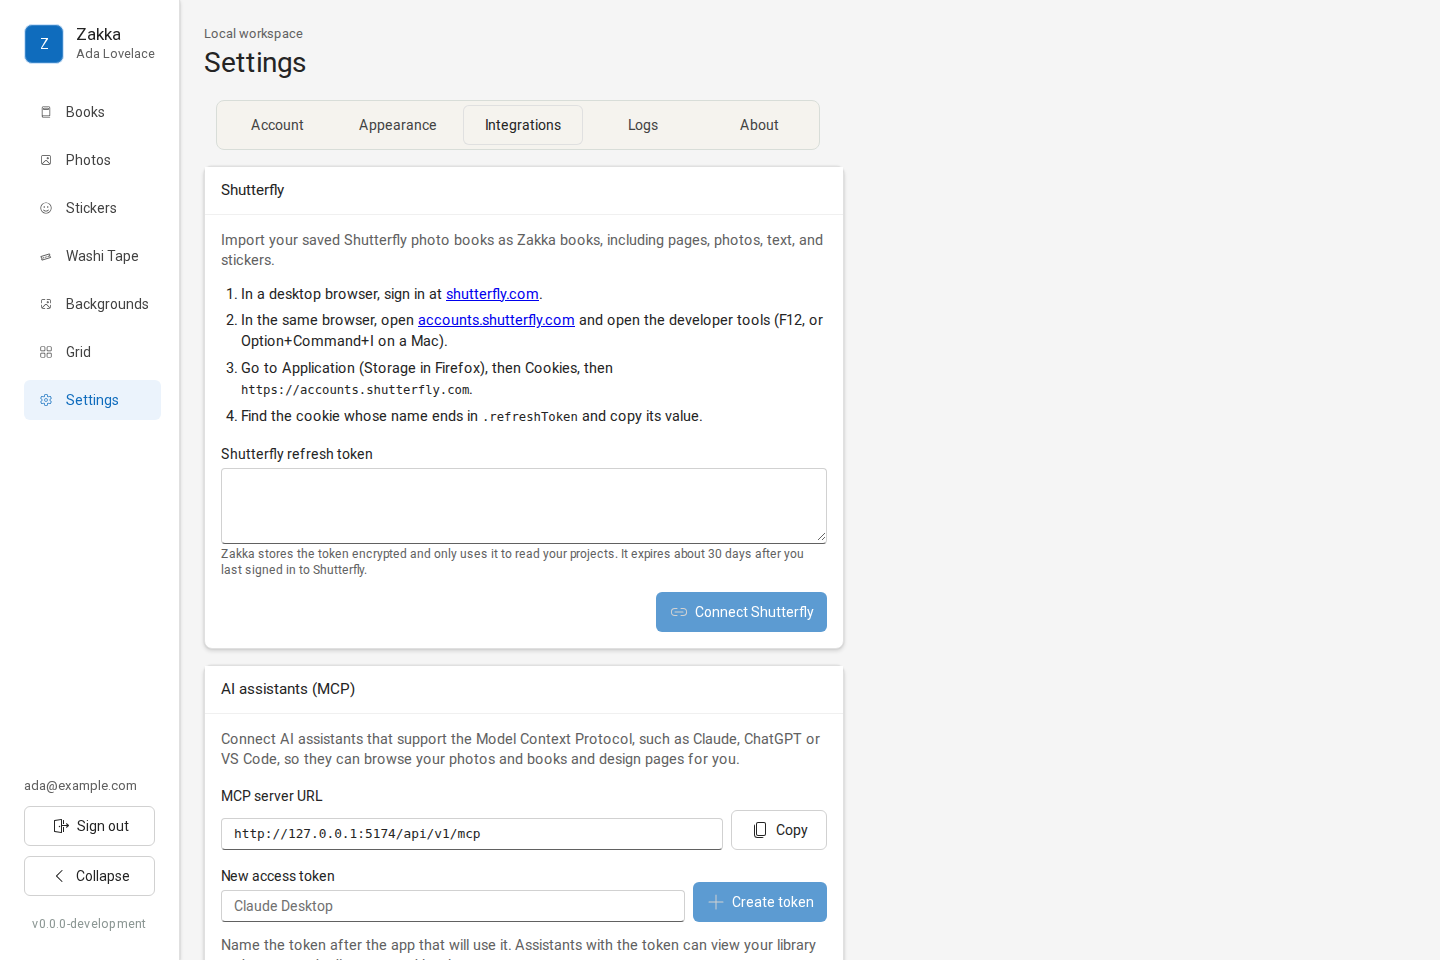 Z
Zakka
Ada Lovelace
Books
Photos
Stickers
Washi Tape
Backgrounds
Grid
Settings
ada@example.com
Sign out
Collapse
v0.0.0-development
Local workspace
Settings
Account
Appearance
Integrations
Logs
About
Shutterfly
Import your saved Shutterfly photo books as Zakka books, including pages, photos, text, and
stickers.
1. In a desktop browser, sign in at shutterfly.com.
2. In the same browser, open accounts.shutterfly.com and open the developer tools (F12, or
Option+Command+I on a Mac).
3. Go to Application (Storage in Firefox), then Cookies, then
https://accounts.shutterfly.com.
4. Find the cookie whose name ends in .refreshToken and copy its value.
Shutterfly refresh token
Zakka stores the token encrypted and only uses it to read your projects. It expires about 30 days after you
last signed in to Shutterfly.
Connect Shutterfly
AI assistants (MCP)
Connect AI assistants that support the Model Context Protocol, such as Claude, ChatGPT or
VS Code, so they can browse your photos and books and design pages for you.
MCP server URL
http://127.0.0.1:5174/api/v1/mcp
Copy
New access token
Claude Desktop
Create token
Name the token after the app that will use it. Assistants with the token can view your library